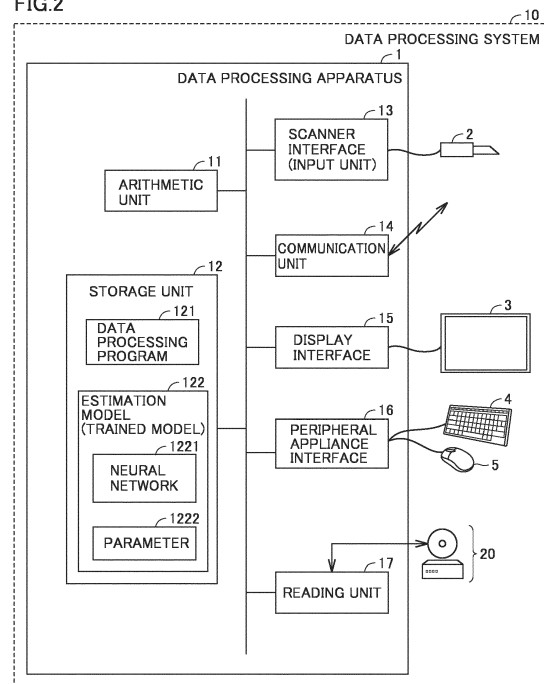 FIG.2
10
DATA PROCESSING SYSTEM
1
DATA PROCESSING APPARATUS
13
SCANNER
INTERFACE
(INPUT UNIT)
2
11
ARITHMETIC
UNIT
14
COMMUNICATION
UNIT
12
STORAGE UNIT
121
DATA
PROCESSING
PROGRAM
15
DISPLAY
INTERFACE
3
122
ESTIMATION
MODEL
(TRAINED MODEL)
1221
NEURAL
NETWORK
1222
PARAMETER
16
PERIPHERAL
APPLIANCE
INTERFACE
4
5
17
READING UNIT
20